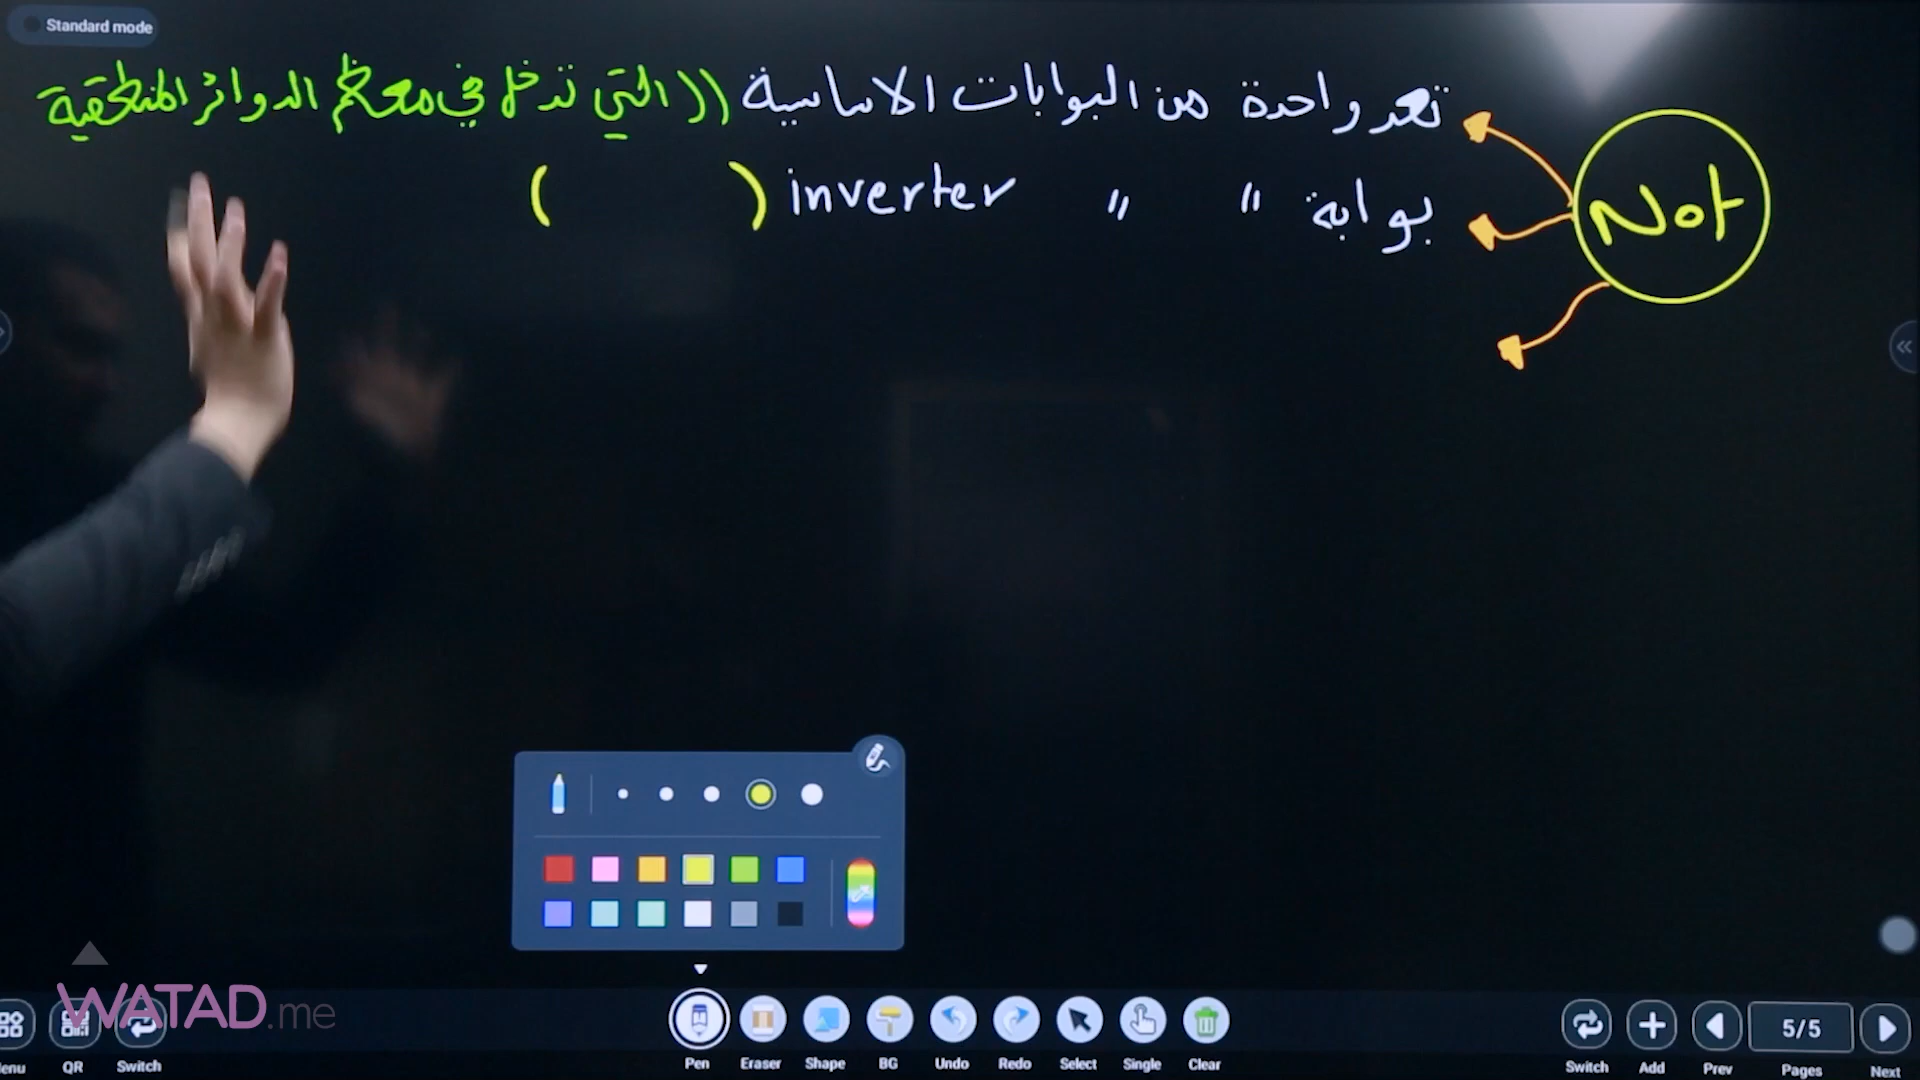 Standard mode
تعد واحدة من البوابات الاساسية ((التي تدخل في معظم الدوائر المنطقية
Not
بوابة " " inverter ( )
WATAD.me
enu QR Switch
Pen Eraser Shape BG Undo Redo Select Single Clear
Switch Add Prev 5/5 Pages Next